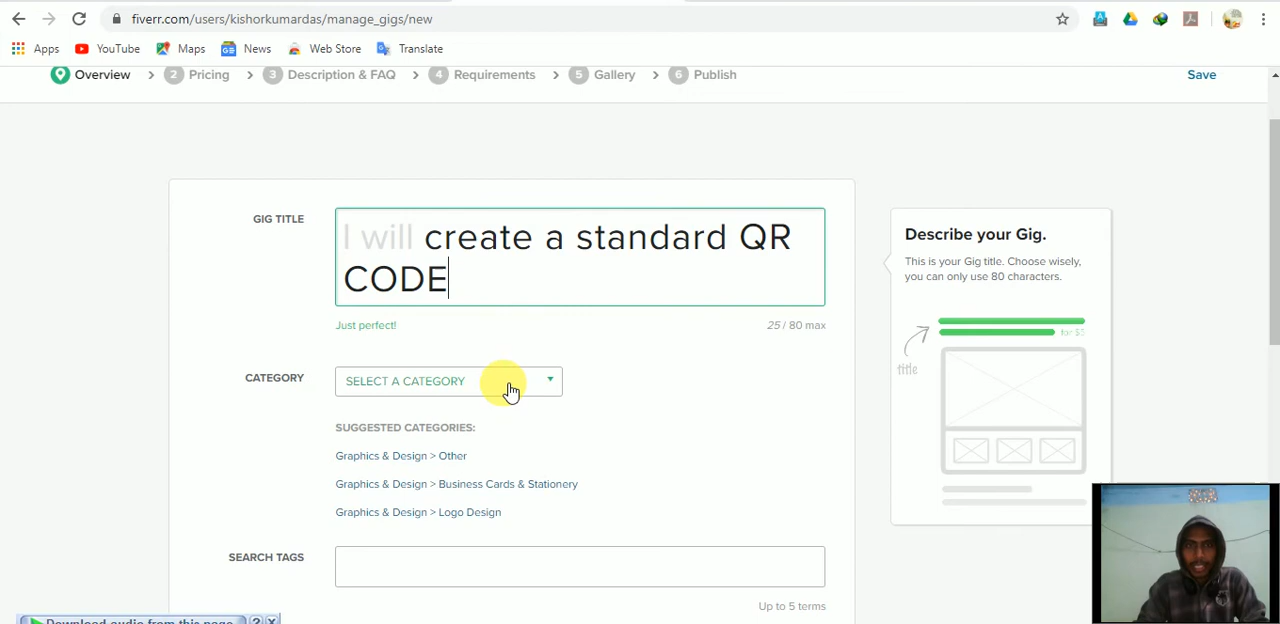 fiverr.com/users/kishorkumardas/manage_gigs/new
Apps YouTube Maps News Web Store Translate
Overview 2 Pricing 3 Description & FAQ 4 Requirements 5 Gallery 6 Publish Save
GIG TITLE
I will create a standard QR
CODE
Just perfect! 25 / 80 max
Describe your Gig.
This is your Gig title. Choose wisely,
you can only use 80 characters.
for $5
title
CATEGORY
SELECT A CATEGORY
SUGGESTED CATEGORIES:
Graphics & Design > Other
Graphics & Design > Business Cards & Stationery
Graphics & Design > Logo Design
SEARCH TAGS
Up to 5 terms
Download audio from this page ? X